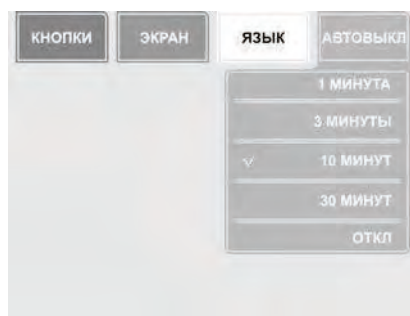 КНОПКИ ЭКРАН ЯЗЫК АВТОВЫКЛ
1 МИНУТА
3 МИНУТЫ
10 МИНУТ
30 МИНУТ
ОТКЛ